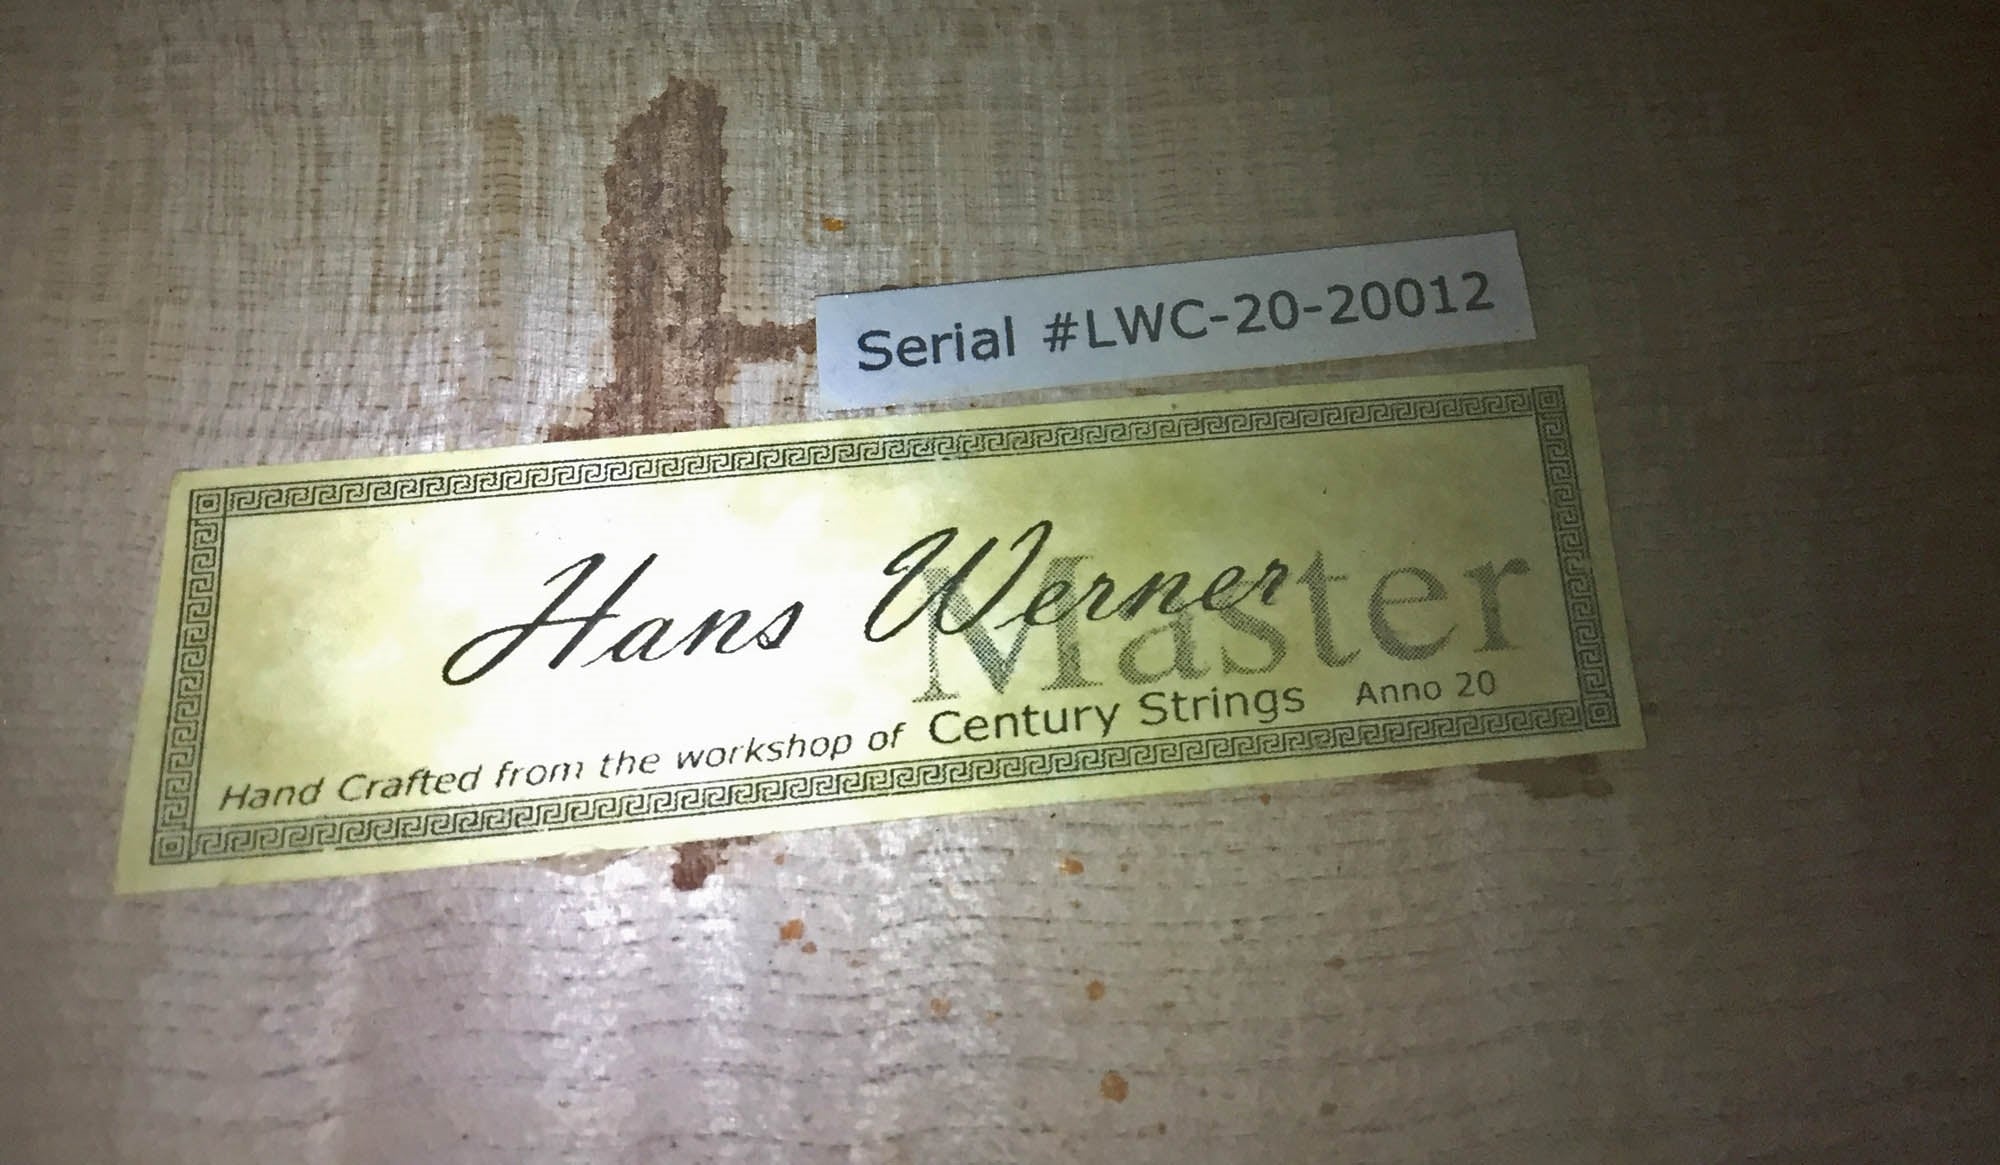 Serial #LWC-20-20012
Hans Werner
Master
Hand Crafted from the workshop of Century Strings Anno 20